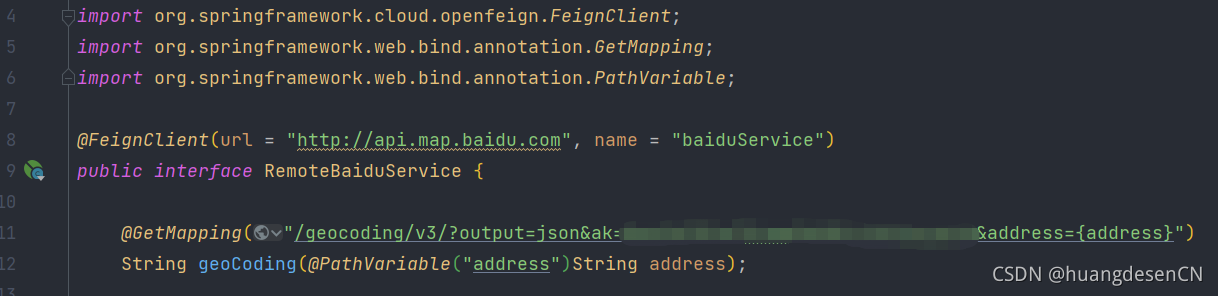 4 import org.springframework.cloud.openfeign.FeignClient;
5 import org.springframework.web.bind.annotation.GetMapping;
6 import org.springframework.web.bind.annotation.PathVariable;
7
8 @FeignClient(url = "http://api.map.baidu.com", name = "baiduService")
9 public interface RemoteBaiduService {
10
11 @GetMapping("/geocoding/v3/?output=json&ak=&address={address}")
12 String geoCoding(@PathVariable("address")String address);
13
CSDN @huangdesenCN